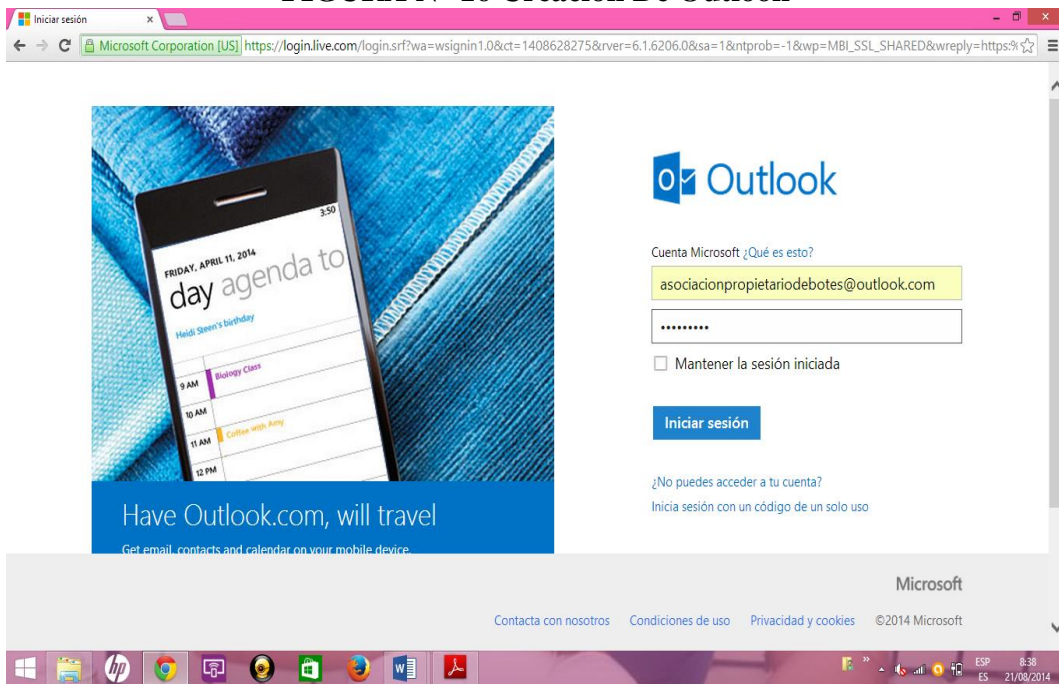 Iniciar sesión
Microsoft Corporation [US] https://login.live.com/login.srf?wa=wsignin1.0&ct=1408628275&rver=6.1.6206.0&sa=1&ntprob=-1&wp=MBI_SSL_SHARED&wreply=https:%
3:50
FRIDAY, APRIL 11, 2014
day agenda to
Heidi Steen's birthday
9 AM Biology Class
10 AM
11 AM Coffee with Amy
12 PM
Have Outlook.com, will travel
Get email, contacts and calendar on your mobile device.
Outlook
Cuenta Microsoft ¿Qué es esto?
asociacionpropietariodebotes@outlook.com
Mantener la sesión iniciada
Iniciar sesión
¿No puedes acceder a tu cuenta?
Inicia sesión con un código de un solo uso
Microsoft
Contacta con nosotros Condiciones de uso Privacidad y cookies ©2014 Microsoft
hp
ESP 8:38
ES 21/08/2014